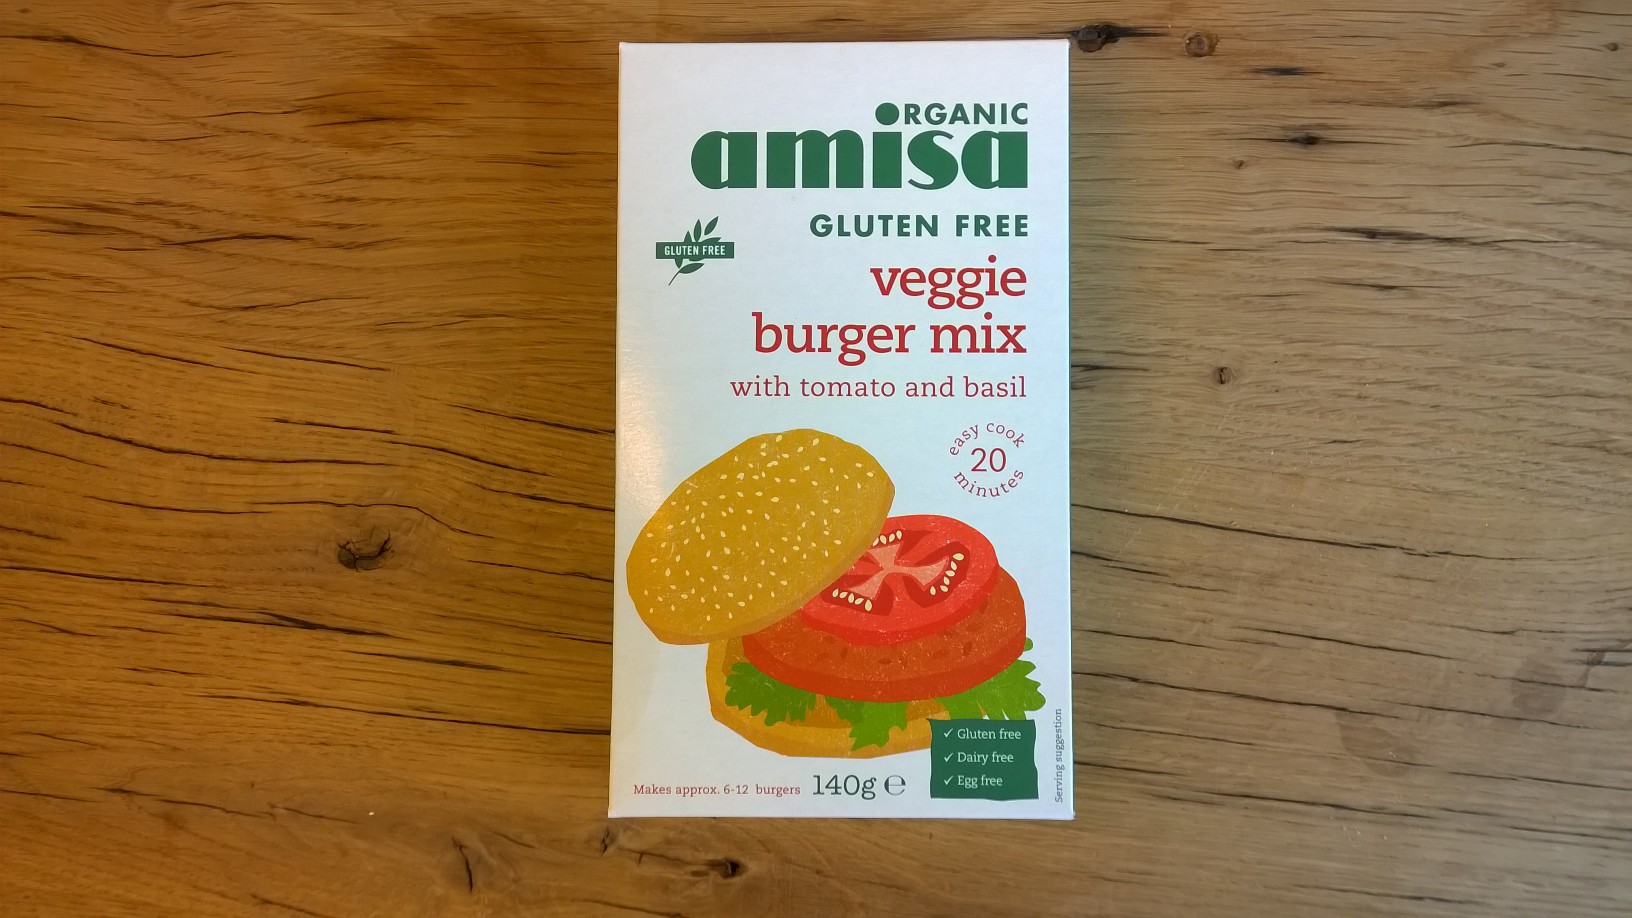 ORGANIC
amisa
GLUTEN FREE
GLUTEN FREE
veggie
burger mix
with tomato and basil
easy cook
20
minutes
✓ Gluten free
✓ Dairy free
✓ Egg free
Makes approx. 6-12 burgers 140g ℮
Serving suggestion